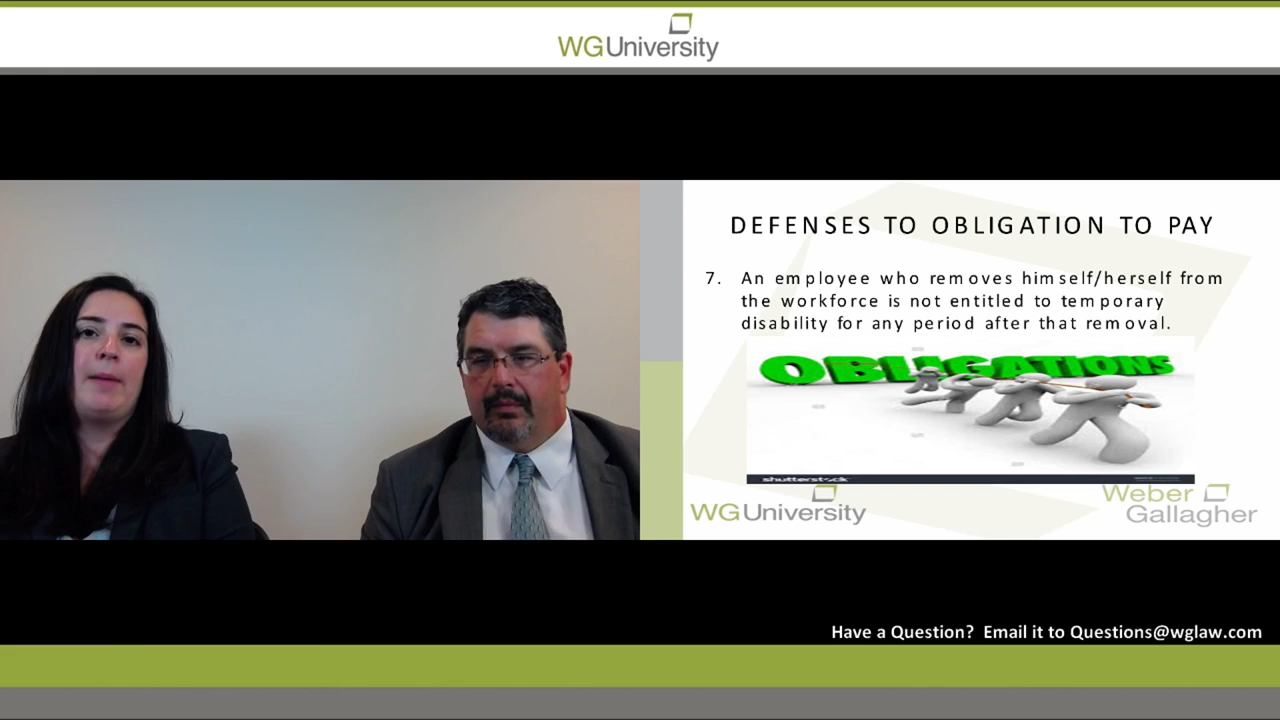 WGUniversity
DEFENSES TO OBLIGATION TO PAY
7. An employee who removes himself/herself from
the workforce is not entitled to temporary
disability for any period after that removal.
OBLIGATIONS
shutterstock
WGUniversity
Weber
Gallagher
Have a Question? Email it to Questions@wglaw.com